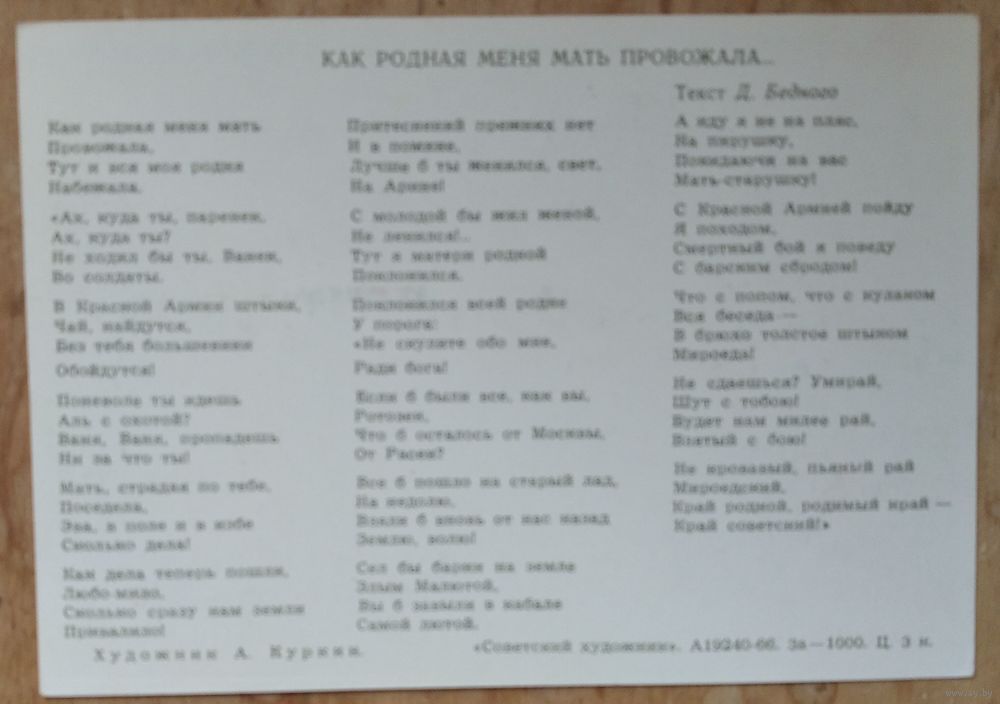 КАК РОДНАЯ МЕНЯ МАТЬ ПРОВОЖАЛА...
Текст Д. Бедного
Как родная меня мать
Провожала,
Тут и вся моя родня
Набежала.
«Ах, куда ты, паренек,
Ах, куда ты?
Не ходил бы ты, Ванек,
Во солдаты.
В Красной Армии штыки,
Чай, найдутся,
Без тебя большевики
Обойдутся!
Поневоле ты идешь
Аль с охотой?
Ваня, Ваня, пропадешь
Ни за что ты!
Мать, страдая по тебе,
Поседела,
Эва, в поле и в избе
Сколько дела!
Как дела теперь пошли,
Любо-мило,
Сколько сразу нам земли
Привалило!
Притеснений прежних нет
И в помине,
Лучше б ты женился, свет,
На Арине!
С молодой бы жил женой,
Не ленился!..
Тут я матери родной
Поклонился.
Поклонился всей родне
У порога:
«Не скулите обо мне,
Ради бога!
Если б были все, как вы,
Ротозеи,
Что б осталось от Москвы,
От Расеи?
Все б пошло на старый лад,
На неделю,
Взяли б вновь от нас назад
Землю, волю!
Сел бы барин на земле
Злым Малютой,
Мы б завыли в кабале
Самой лютой.
А иду я не на пляс,
На пирушку,
Покидаючи на вас
Мать-старушку!
С Красной Армией пойду
Я походом,
Смертный бой я поведу
С барским сбродом!
Что с попом, что с кулаком
Вся беседа —
В брюхо толстое штыком
Мироеда!
Не сдаешься? Умирай,
Шут с тобою!
Будет нам милее рай,
Взятый с бою!
Не кровавый, пьяный рай
Мироедский,
Край родной, родимый край —
Край советский!»
Художник А. Куркин.
«Советский художник». А19240-66. За—1000. Ц. 3 к.
www.ay.by